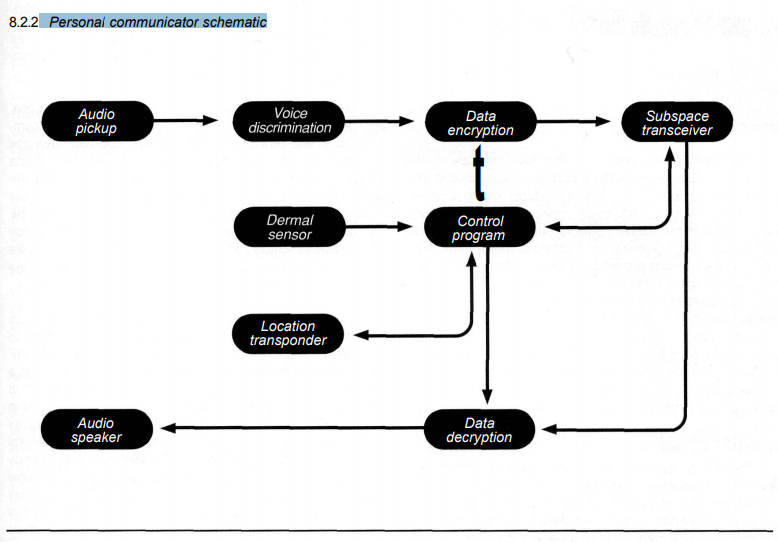 8.2.2 Personal communicator schematic
Audio
pickup
Voice
discrimination
Data
encryption
Subspace
transceiver
Dermal
sensor
Control
program
Location
transponder
Audio
speaker
Data
decryption